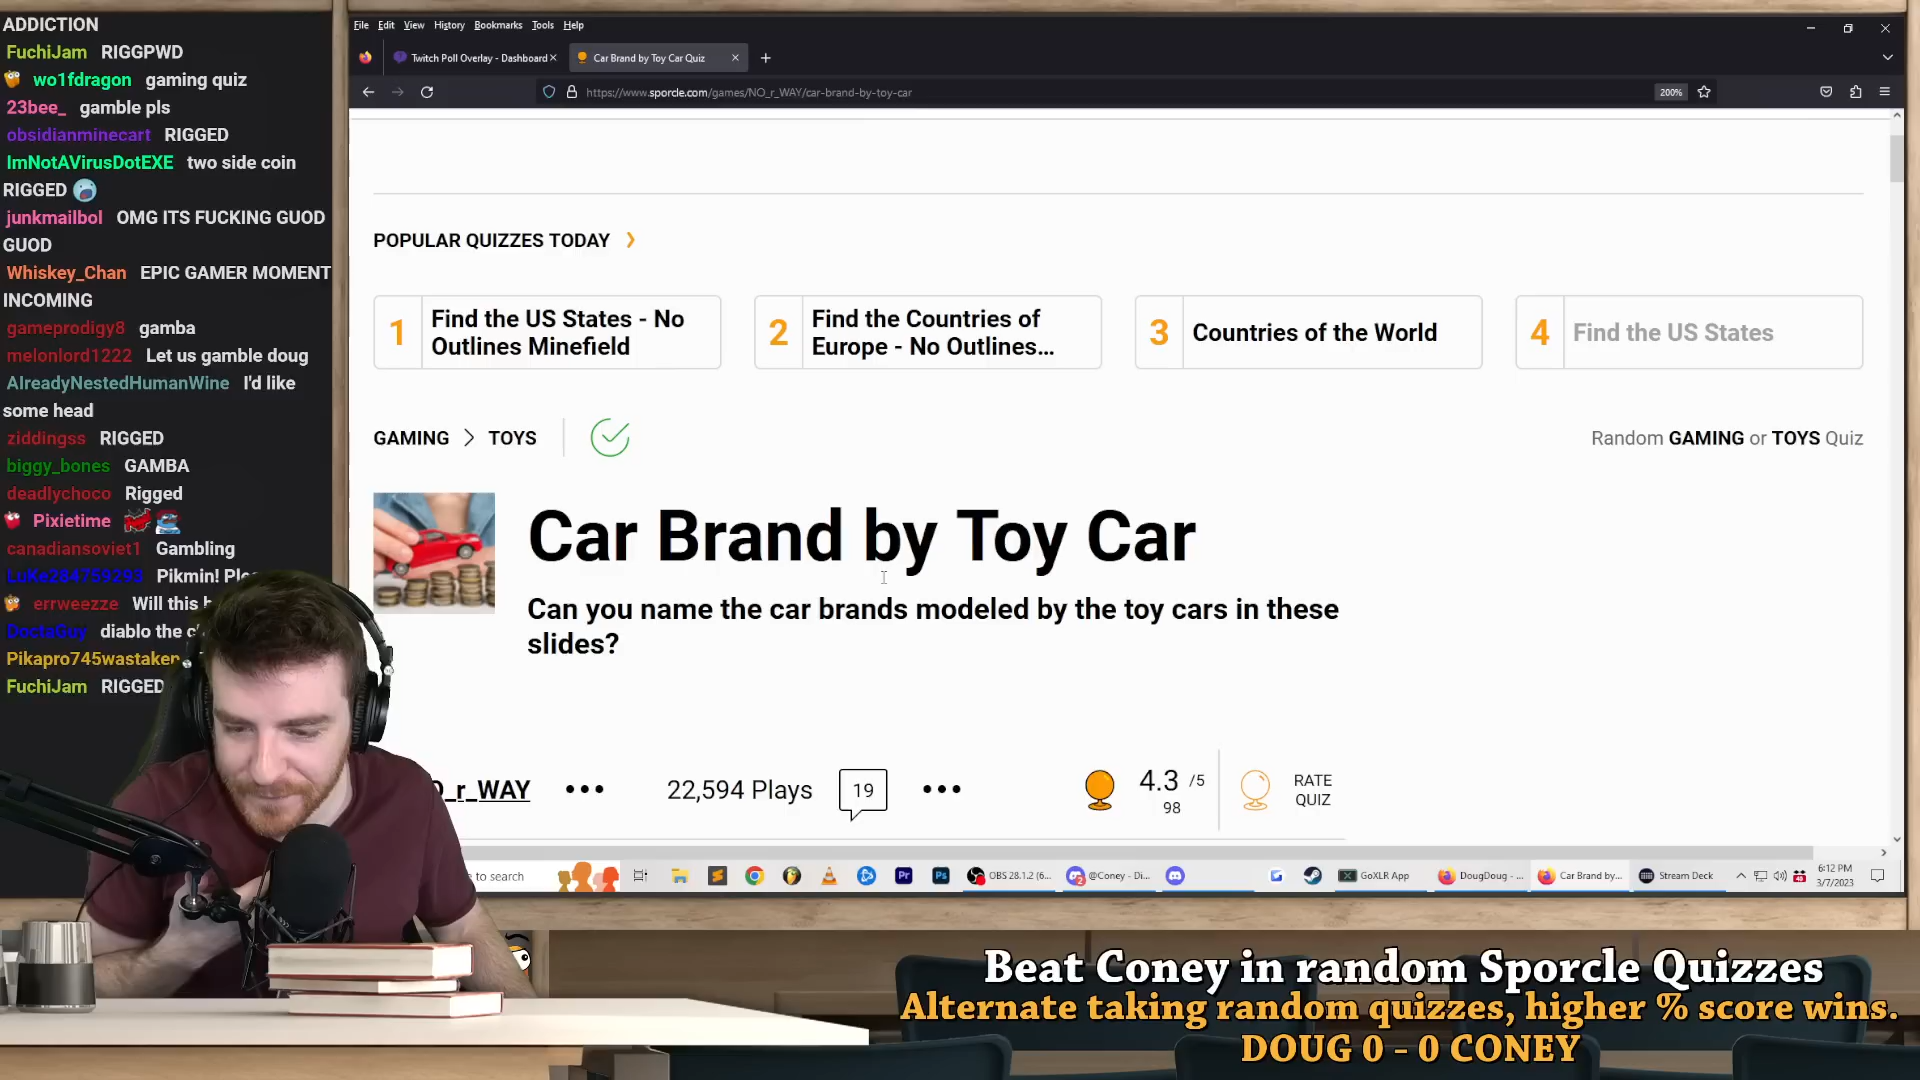 ADDICTION
FuchiJam RIGGPWD
wo1fdragon gaming quiz
23bee_ gamble pls
obsidianminecart RIGGED
ImNotAVirusDotEXE two side coin
RIGGED
junkmailbol OMG ITS FUCKING GUOD
GUOD
Whiskey_Chan EPIC GAMER MOMENT
INCOMING
gameprodigy8 gamba
melonlord1222 Let us gamble doug
AlreadyNestedHumanWine I'd like
some head
ziddingss RIGGED
biggy_bones GAMBA
deadlychoco Rigged
Pixietime
canadiansoviet1 Gambling
LuKe284759293 Pikmin!
errweezze Will this
DoctaGuy diablo the
Pikapro745wastaken
FuchiJam RIGGED
File Edit View History Bookmarks Tools Help
Twitch Poll Overlay - Dashboard
Car Brand by Toy Car Quiz
https://www.sporcle.com/games/NO_r_WAY/car-brand-by-toy-car
200%
POPULAR QUIZZES TODAY
1 Find the US States - No
Outlines Minefield
2 Find the Countries of
Europe - No Outlines...
3 Countries of the World
4 Find the US States
GAMING > TOYS
Random GAMING or TOYS Quiz
Car Brand by Toy Car
Can you name the car brands modeled by the toy cars in these
slides?
O_r_WAY
22,594 Plays
19
4.3 /5
98
RATE
QUIZ
e to search
OBS 28.1.2 (6...
@Coney - Di...
GoXLR App
DougDoug - ...
Car Brand by...
Stream Deck
6:12 PM
3/7/2023
Beat Coney in random Sporcle Quizzes
Alternate taking random quizzes, higher % score wins.
DOUG 0 - 0 CONEY